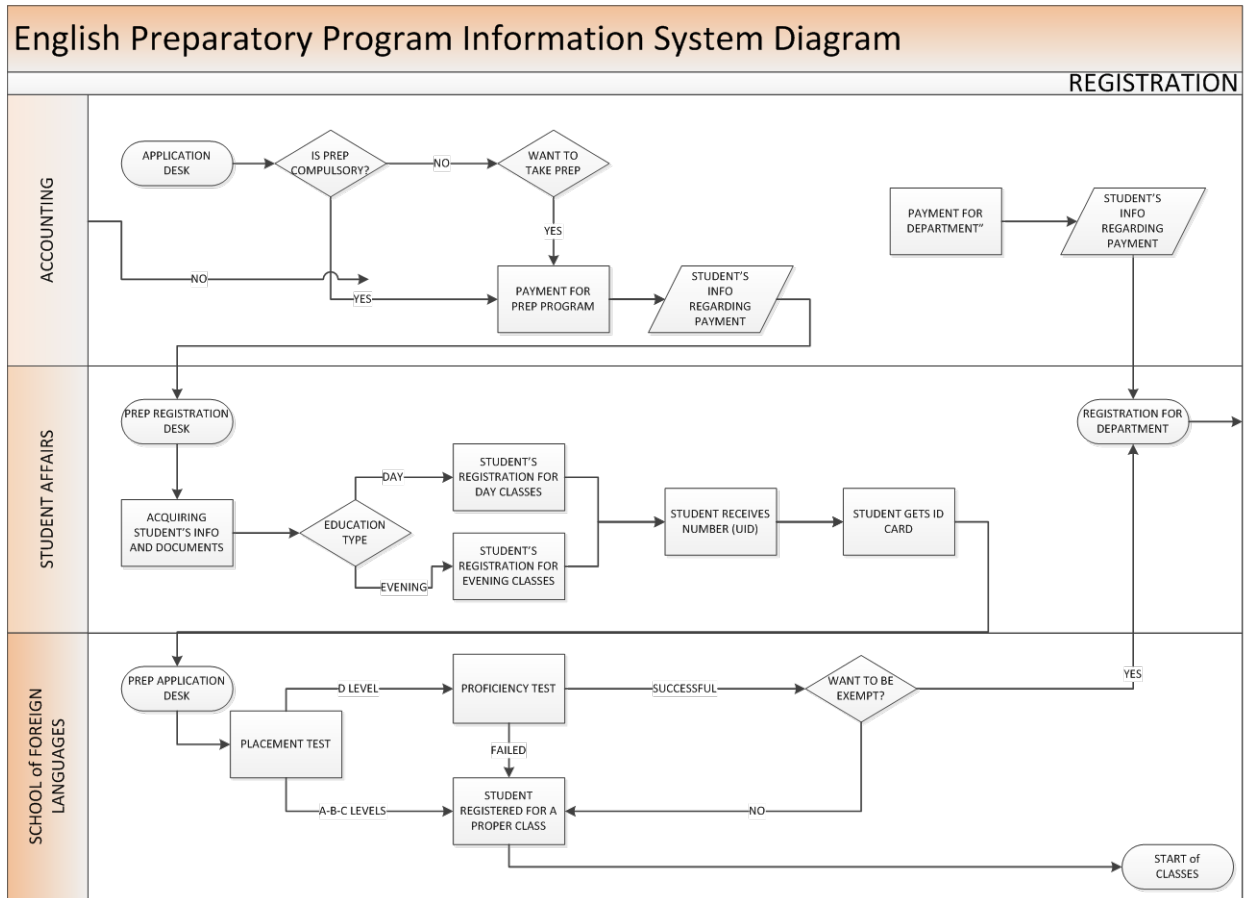 English Preparatory Program Information System Diagram
REGISTRATION
ACCOUNTING
APPLICATION
DESK
IS PREP
COMPULSORY?
NO
WANT TO
TAKE PREP
YES
NO
YES
PAYMENT FOR
PREP PROGRAM
STUDENT'S
INFO
REGARDING
PAYMENT
PAYMENT FOR
DEPARTMENT"
STUDENT'S
INFO
REGARDING
PAYMENT
STUDENT AFFAIRS
PREP REGISTRATION
DESK
ACQUIRING
STUDENT'S INFO
AND DOCUMENTS
EDUCATION
TYPE
DAY
EVENING
STUDENT'S
REGISTRATION FOR
DAY CLASSES
STUDENT'S
REGISTRATION FOR
EVENING CLASSES
STUDENT RECEIVES
NUMBER (UID)
STUDENT GETS ID
CARD
REGISTRATION FOR
DEPARTMENT
SCHOOL of FOREIGN
LANGUAGES
PREP APPLICATION
DESK
PLACEMENT TEST
D LEVEL
A-B-C LEVELS
PROFICIENCY TEST
SUCCESSFUL
FAILED
STUDENT
REGISTERED FOR A
PROPER CLASS
WANT TO BE
EXEMPT?
YES
NO
START of
CLASSES